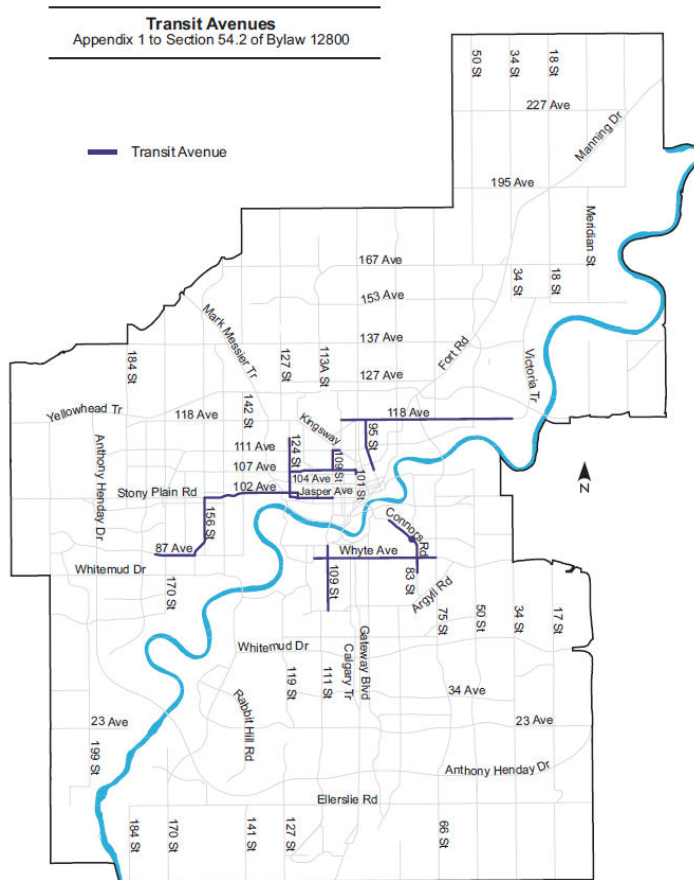 Transit Avenues
Appendix 1 to Section 54.2 of Bylaw 12800
Transit Avenue
50 St
34 St
18 St
227 Ave
Manning Dr
195 Ave
Meridian St
167 Ave
34 St
18 St
153 Ave
Mark Messier Tr
137 Ave
Fort Rd
Victoria Tr
184 St
127 St
113A St
127 Ave
142 St
Yellowhead Tr
118 Ave
118 Ave
Kingsway
95 St
Anthony Henday Dr
111 Ave
124 St
109 St
107 Ave
104 Ave
101 St
102 Ave
Jasper Ave
Stony Plain Rd
N
156 St
Connors Rd
87 Ave
Whyte Ave
Whitemud Dr
170 St
109 St
83 St
Argyll Rd
75 St
50 St
34 St
17 St
Whitemud Dr
Gateway Blvd
Calgary Tr
119 St
111 St
Rabbit Hill Rd
34 Ave
23 Ave
23 Ave
199 St
Anthony Henday Dr
Ellerslie Rd
184 St
170 St
141 St
127 St
66 St